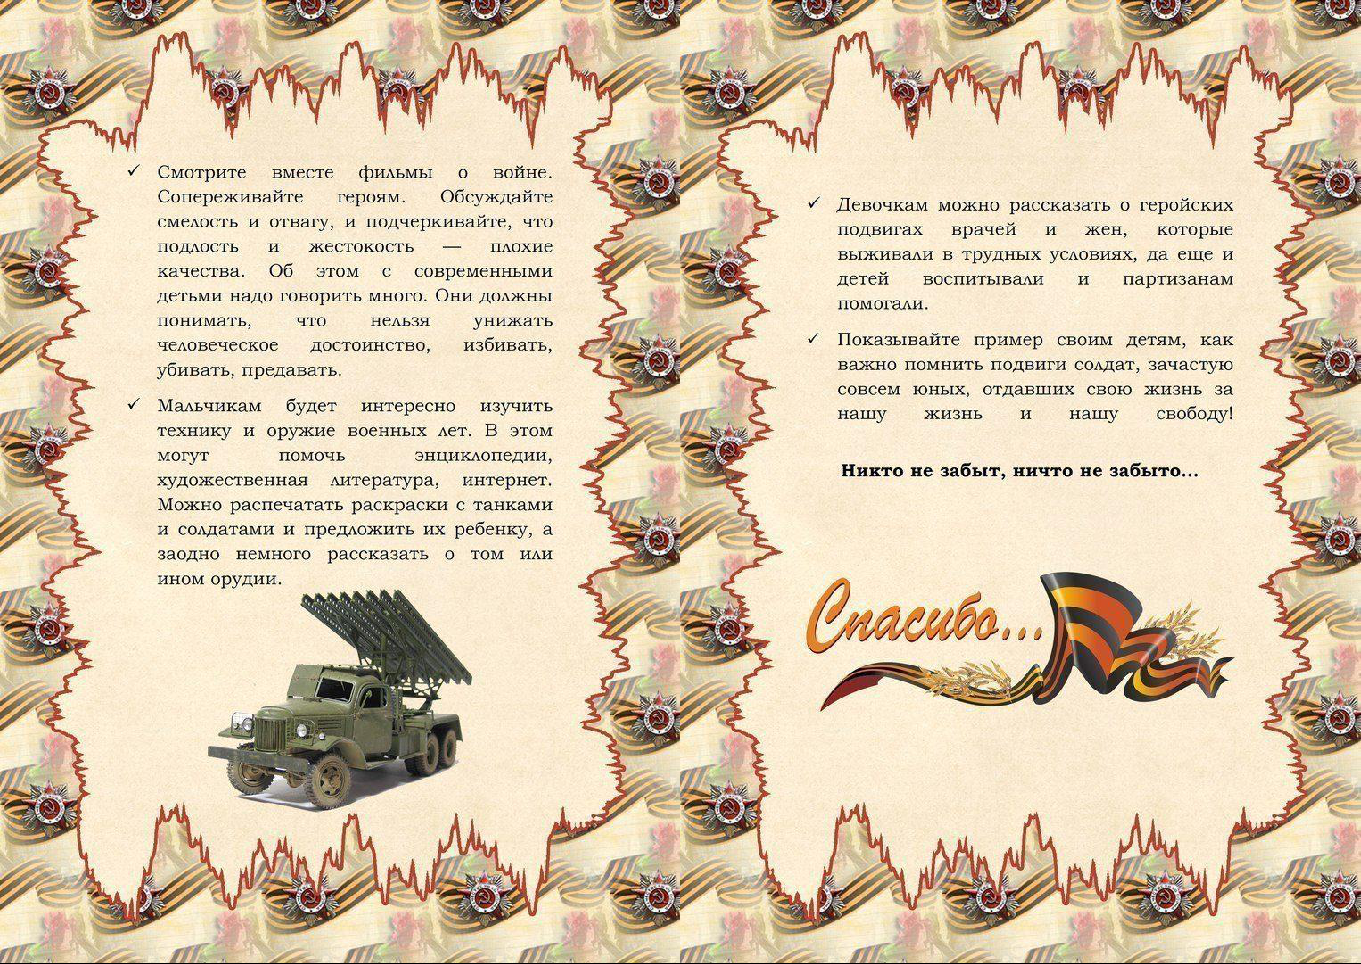 ✓ Смотрите вместе фильмы о войне.
Сопереживайте героям. Обсуждайте
смелость и отвагу, и подчеркивайте, что
подлость и жестокость — плохие
качества. Об этом с современными
детьми надо говорить много. Они должны
понимать, что нельзя унижать
человеческое достоинство, избивать,
убивать, предавать.
✓ Мальчикам будет интересно изучить
технику и оружие военных лет. В этом
могут помочь энциклопедии,
художественная литература, интернет.
Можно распечатать раскраски с танками
и солдатами и предложить их ребенку, а
заодно немного рассказать о том или
ином орудии.
✓ Девочкам можно рассказать о геройских
подвигах врачей и жен, которые
выживали в трудных условиях, да еще и
детей воспитывали и партизанам
помогали.
✓ Показывайте пример своим детям, как
важно помнить подвиги солдат, зачастую
совсем юных, отдавших свою жизнь за
нашу жизнь и нашу свободу!
Никто не забыт, ничто не забыто...
Спасибо...